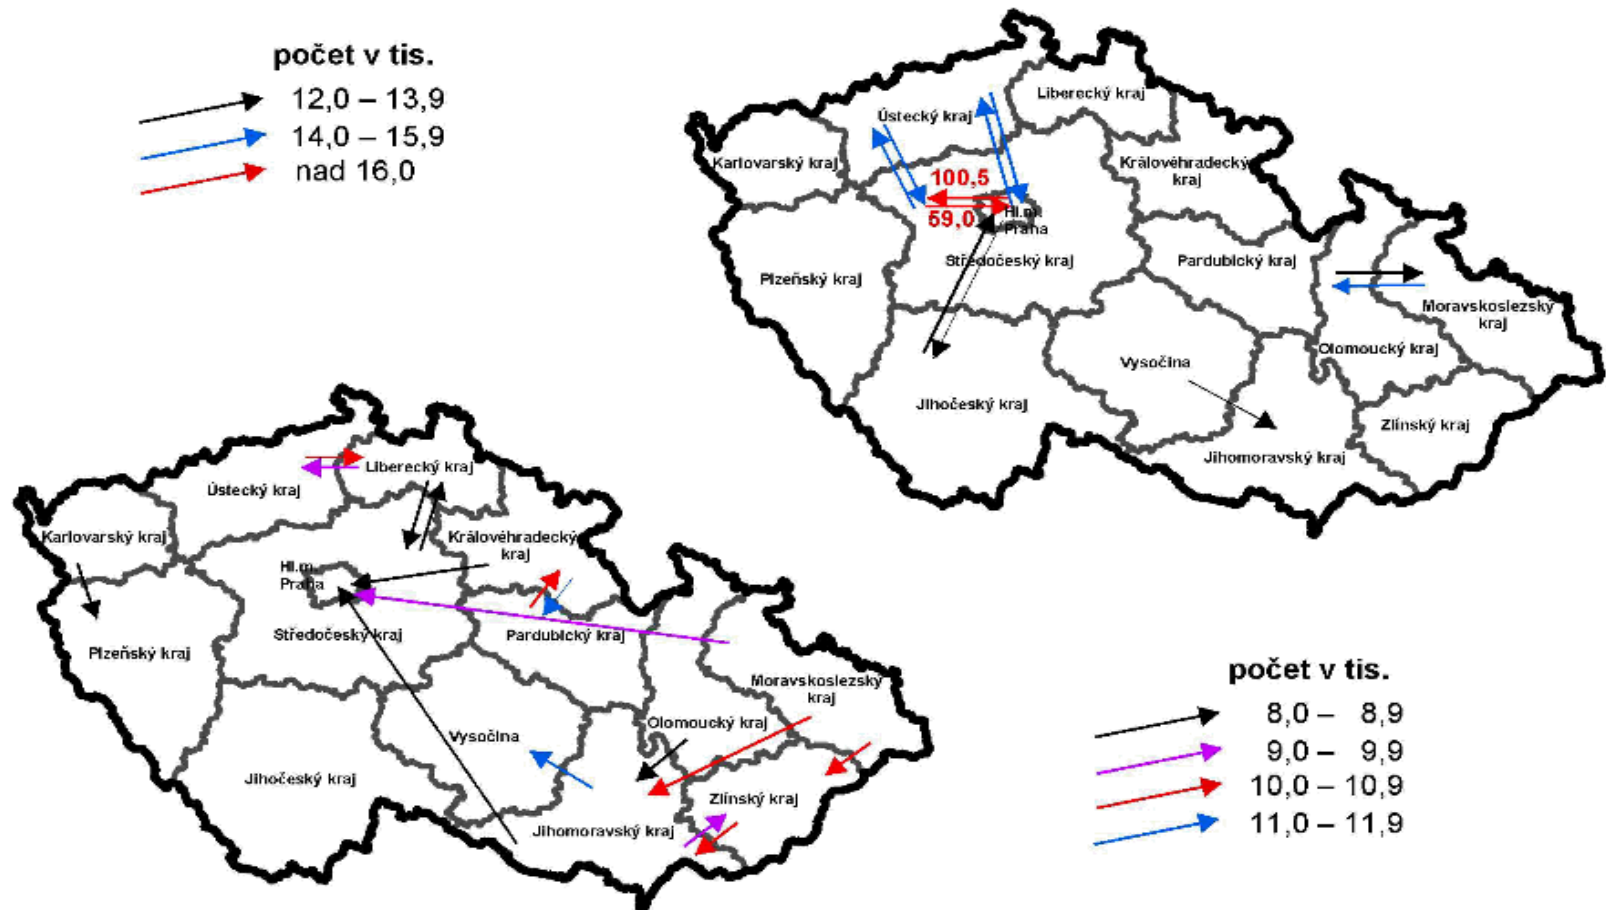 počet v tis.
12,0 – 13,9
14,0 – 15,9
nad 16,0
Liberecký kraj
Ústecký kraj
Karlovarský kraj
Královéhradecký
kraj
100,5
59,0
Hl.m.
Praha
Středočeský kraj
Pardubický kraj
Plzeňský kraj
Moravskoslezský
kraj
Olomoucký kraj
Vysočina
Jihočeský kraj
Zlínský kraj
Jihomoravský kraj
Liberecký kraj
Ústecký kraj
Karlovarský kraj
Královéhradecký
kraj
Hl.m.
Praha
Středočeský kraj
Pardubický kraj
Plzeňský kraj
Moravskoslezský
kraj
Olomoucký kraj
Vysočina
Jihočeský kraj
Zlínský kraj
Jihomoravský kraj
počet v tis.
8,0 – 8,9
9,0 – 9,9
10,0 – 10,9
11,0 – 11,9